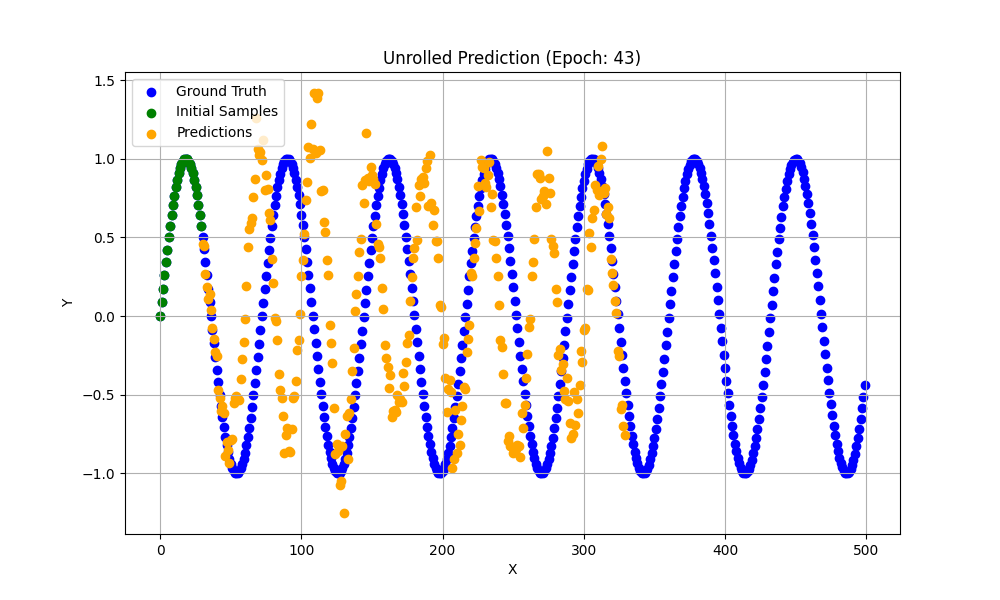 Unrolled Prediction (Epoch: 43)
Ground Truth
Initial Samples
Predictions
1.5
1.0
0.5
0.0
−0.5
−1.0
Y
0
100
200
300
400
500
X